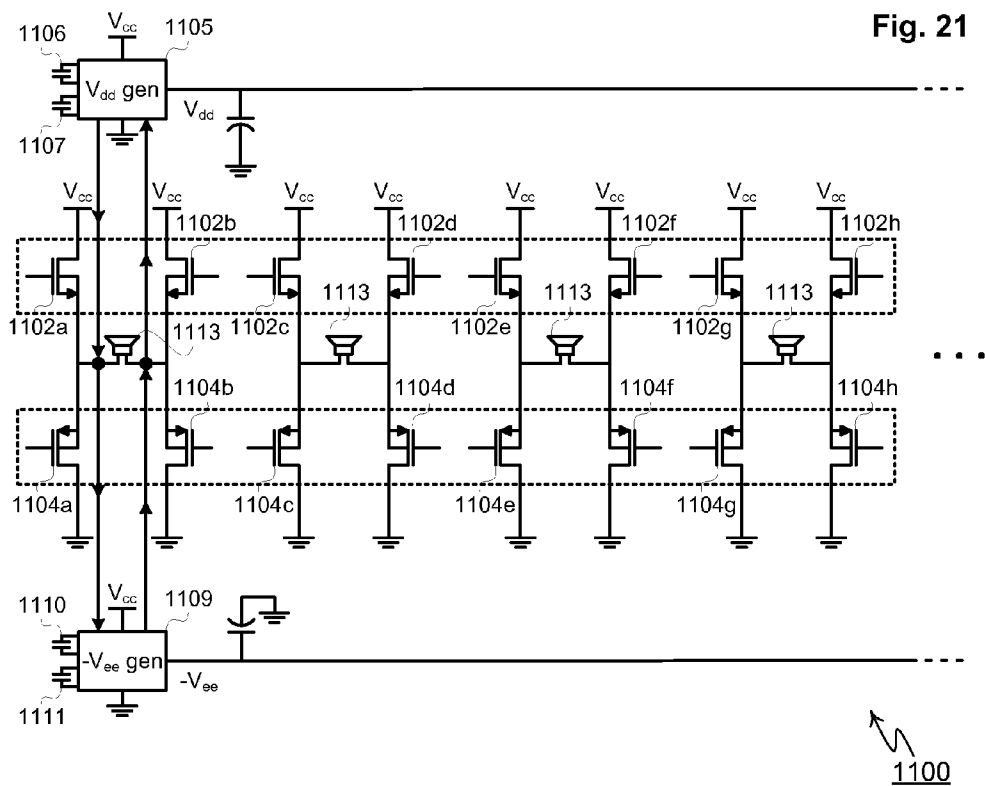 Fig. 21
1106
Vcc
1105
Vdd gen
1107
Vdd
Vcc
Vcc
Vcc
Vcc
Vcc
Vcc
Vcc
Vcc
1102b
1102d
1102f
1102h
1102a
1102c
1102e
1102g
1113
1113
1113
1113
1104b
1104d
1104f
1104h
1104a
1104c
1104e
1104g
1110
Vcc
1109
-Vee gen
1111
-Vee
1100